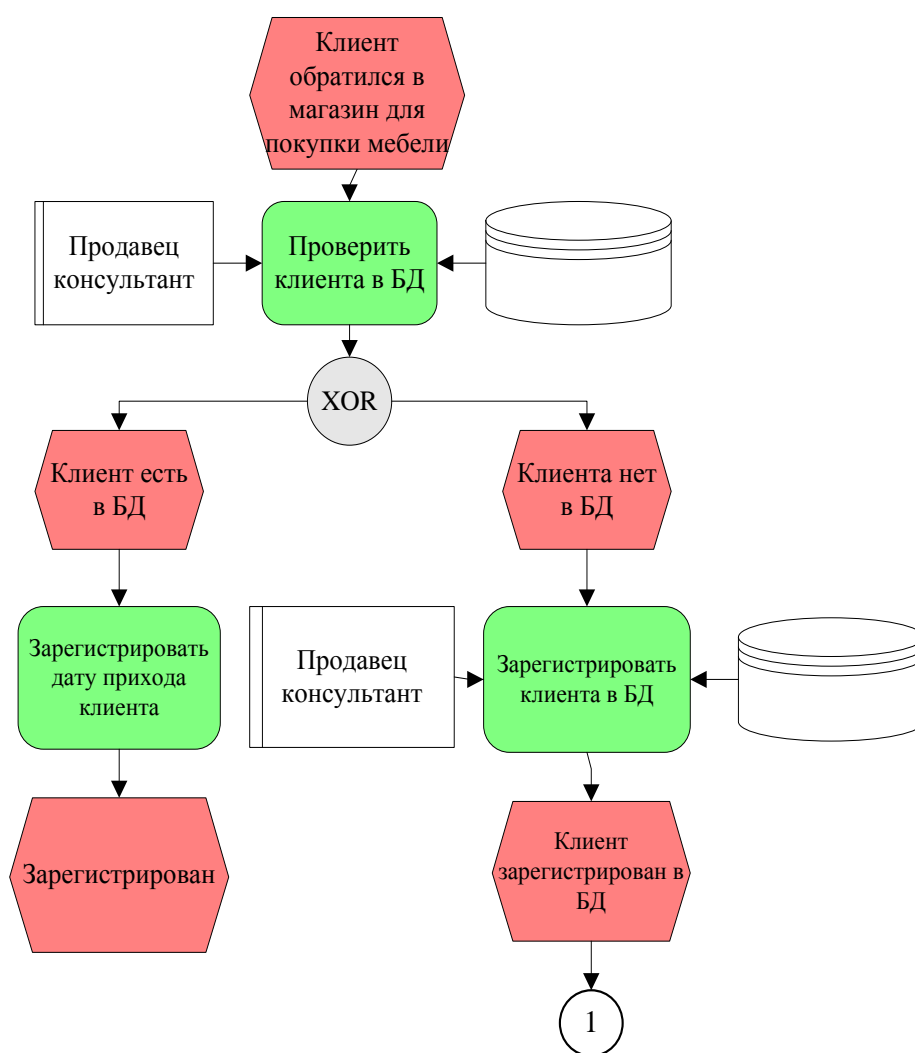 Клиент
обратился в
магазин для
покупки мебели
Продавец
консультант
Проверить
клиента в БД
XOR
Клиент есть
в БД
Клиента нет
в БД
Зарегистрировать
дату прихода
клиента
Продавец
консультант
Зарегистрировать
клиента в БД
Зарегистрирован
Клиент
зарегистрирован в
БД
1